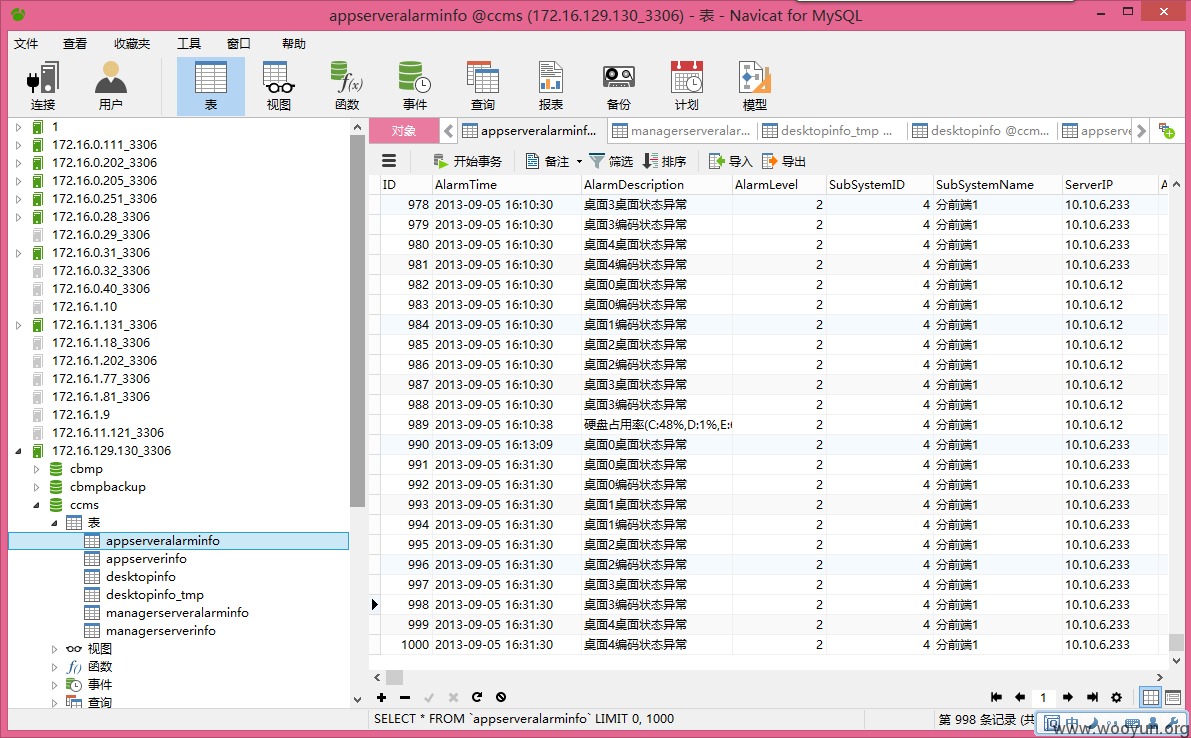 appserveralarminfo @ccms (172.16.129.130_3306) - 表 - Navicat for MySQL
文件 查看 收藏夹 工具 窗口 帮助
连接 用户 表 视图 函数 事件 查询 报表 备份 计划 模型
对象 appserveralarminf... managerserveralar... desktopinfo_tmp ... desktopinfo @ccm... appserve
开始事务 备注 筛选 排序 导入 导出
1
172.16.0.111_3306
172.16.0.202_3306
172.16.0.205_3306
172.16.0.251_3306
172.16.0.28_3306
172.16.0.29_3306
172.16.0.31_3306
172.16.0.32_3306
172.16.0.40_3306
172.16.1.10
172.16.1.131_3306
172.16.1.18_3306
172.16.1.202_3306
172.16.1.77_3306
172.16.1.81_3306
172.16.1.9
172.16.11.121_3306
172.16.129.130_3306
cbmp
cbmpbackup
ccms
表
appserveralarminfo
appserverinfo
desktopinfo
desktopinfo_tmp
managerserveralarminfo
managerserverinfo
视图
函数
事件
查询
ID AlarmTime AlarmDescription AlarmLevel SubSystemID SubSystemName ServerIP A
978 2013-09-05 16:10:30 桌面3桌面状态异常 2 4 分前端1 10.10.6.233
979 2013-09-05 16:10:30 桌面3编码状态异常 2 4 分前端1 10.10.6.233
980 2013-09-05 16:10:30 桌面4桌面状态异常 2 4 分前端1 10.10.6.233
981 2013-09-05 16:10:30 桌面4编码状态异常 2 4 分前端1 10.10.6.233
982 2013-09-05 16:10:30 桌面0桌面状态异常 2 4 分前端1 10.10.6.12
983 2013-09-05 16:10:30 桌面0编码状态异常 2 4 分前端1 10.10.6.12
984 2013-09-05 16:10:30 桌面1编码状态异常 2 4 分前端1 10.10.6.12
985 2013-09-05 16:10:30 桌面2桌面状态异常 2 4 分前端1 10.10.6.12
986 2013-09-05 16:10:30 桌面2编码状态异常 2 4 分前端1 10.10.6.12
987 2013-09-05 16:10:30 桌面3桌面状态异常 2 4 分前端1 10.10.6.12
988 2013-09-05 16:10:30 桌面3编码状态异常 2 4 分前端1 10.10.6.12
989 2013-09-05 16:10:38 硬盘占用率(C:48%,D:1%,E: 2 4 分前端1 10.10.6.12
990 2013-09-05 16:13:09 桌面0桌面状态异常 2 4 分前端1 10.10.6.233
991 2013-09-05 16:31:30 桌面0桌面状态异常 2 4 分前端1 10.10.6.233
992 2013-09-05 16:31:30 桌面0编码状态异常 2 4 分前端1 10.10.6.233
993 2013-09-05 16:31:30 桌面1桌面状态异常 2 4 分前端1 10.10.6.233
994 2013-09-05 16:31:30 桌面1编码状态异常 2 4 分前端1 10.10.6.233
995 2013-09-05 16:31:30 桌面2桌面状态异常 2 4 分前端1 10.10.6.233
996 2013-09-05 16:31:30 桌面2编码状态异常 2 4 分前端1 10.10.6.233
997 2013-09-05 16:31:30 桌面3桌面状态异常 2 4 分前端1 10.10.6.233
998 2013-09-05 16:31:30 桌面3编码状态异常 2 4 分前端1 10.10.6.233
999 2013-09-05 16:31:30 桌面4桌面状态异常 2 4 分前端1 10.10.6.233
1000 2013-09-05 16:31:30 桌面4编码状态异常 2 4 分前端1 10.10.6.233
1
SELECT * FROM `appserveralarminfo` LIMIT 0, 1000
第 998 条记录 (共
中
www.wooyun.org